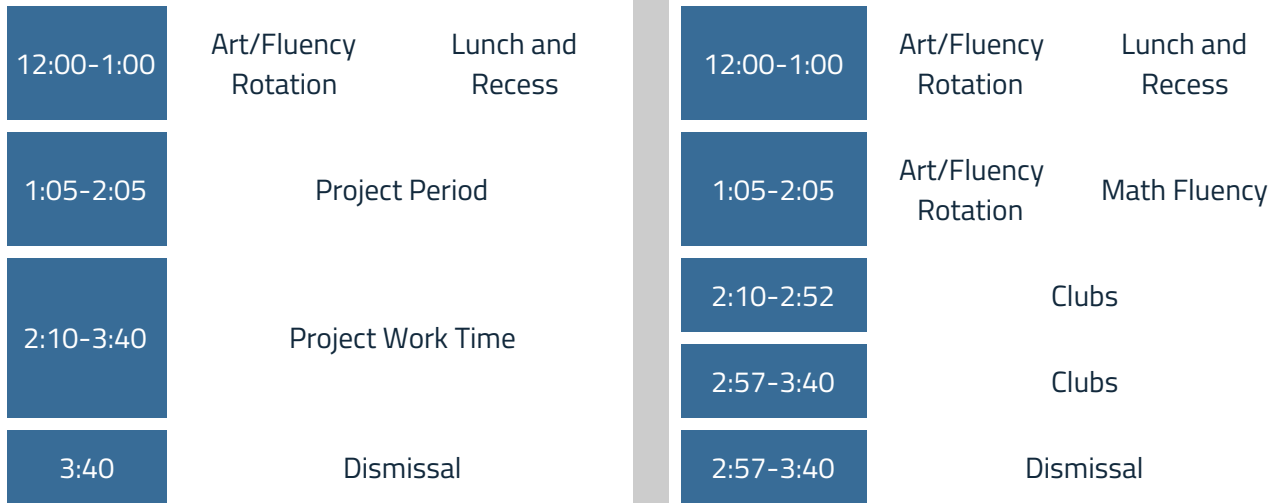 12:00-1:00
Art/Fluency
Rotation
Lunch and
Recess
1:05-2:05
Project Period
2:10-3:40
Project Work Time
3:40
Dismissal
12:00-1:00
Art/Fluency
Rotation
Lunch and
Recess
1:05-2:05
Art/Fluency
Rotation
Math Fluency
2:10-2:52
Clubs
2:57-3:40
Clubs
2:57-3:40
Dismissal